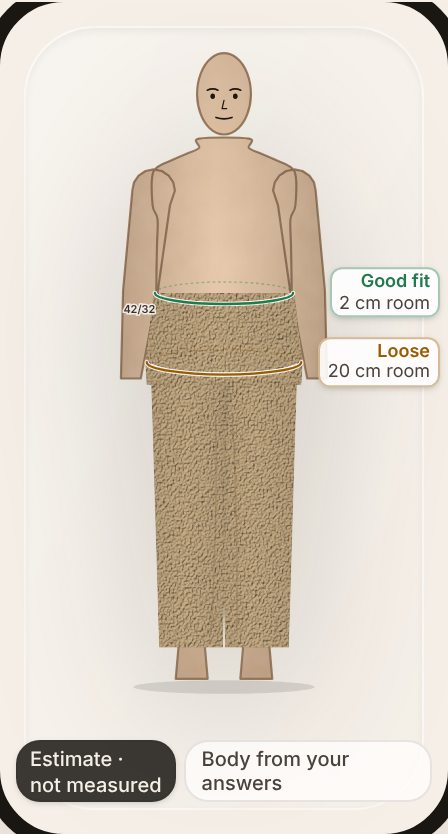 Good fit
2 cm room
42/32
Loose
20 cm room
Estimate ·
not measured
Body from your
answers